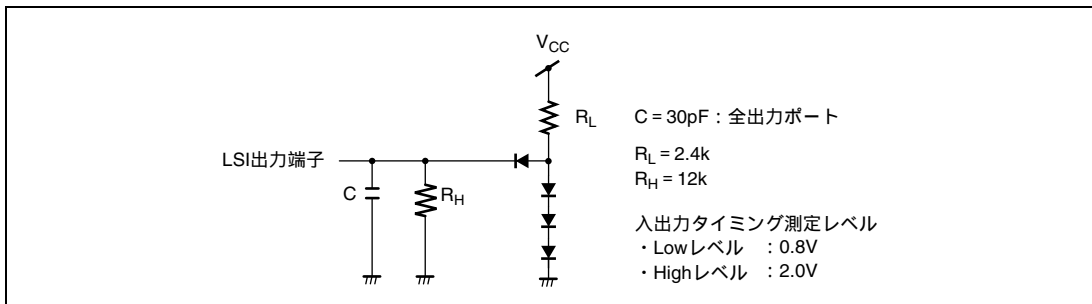 VCC
RL
C = 30pF：全出力ポート
RL = 2.4k
RH = 12k
LSI出力端子
C
RH
入出力タイミング測定レベル
・Lowレベル ：0.8V
・Highレベル ：2.0V